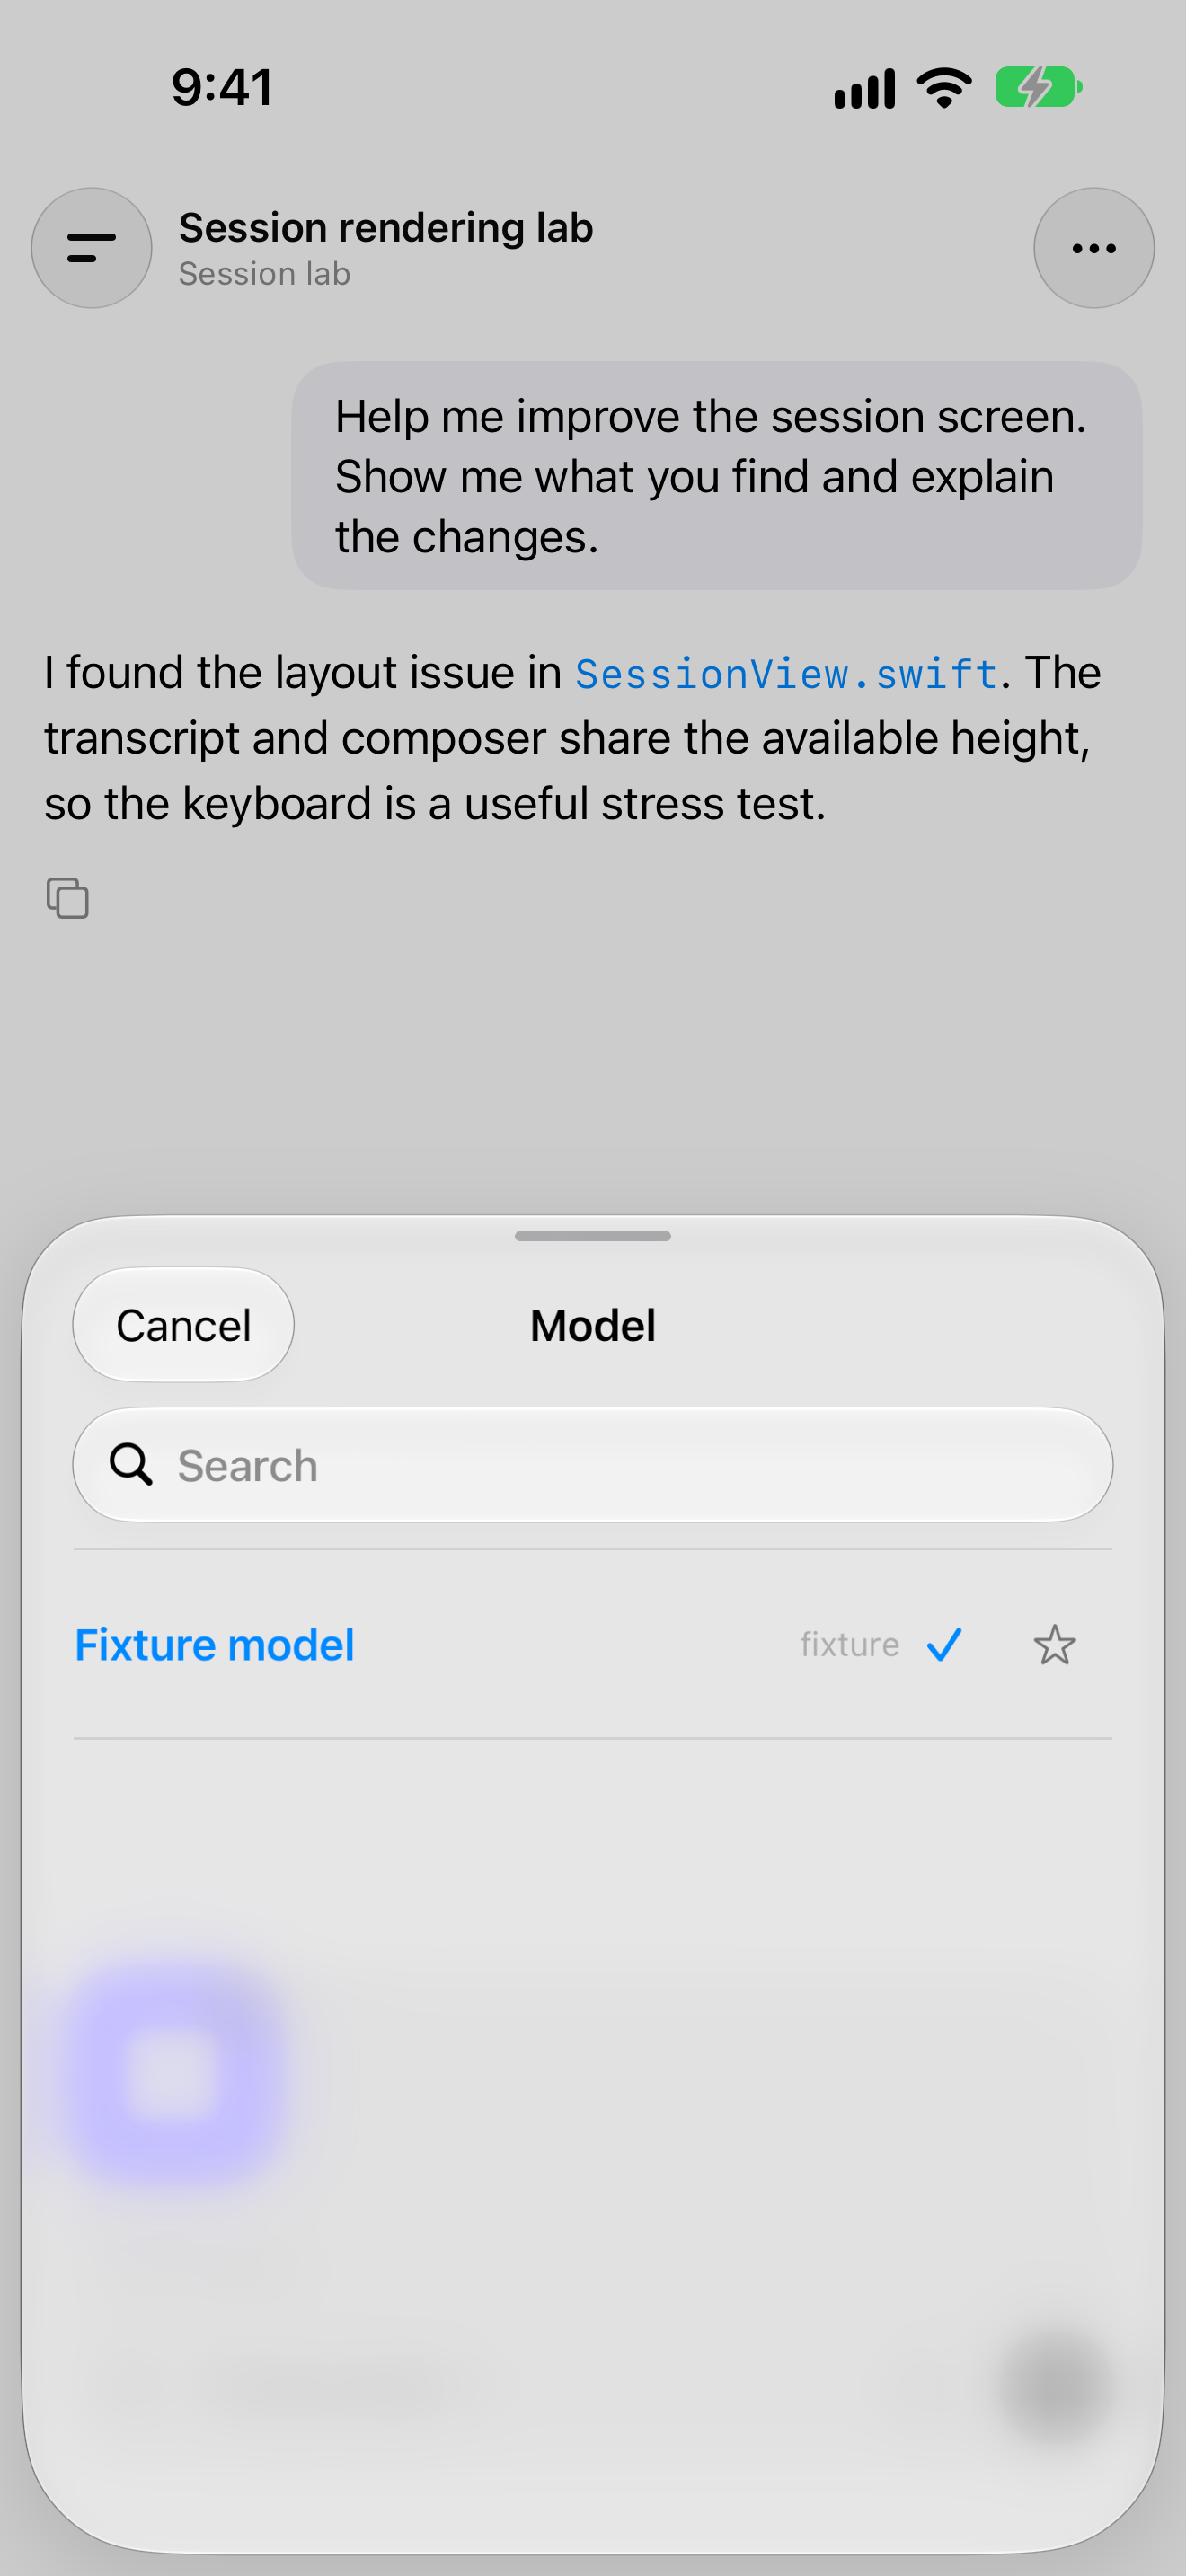 9:41
Session rendering lab
Session lab
Help me improve the session screen.
Show me what you find and explain
the changes.
I found the layout issue in SessionView.swift. The
transcript and composer share the available height,
so the keyboard is a useful stress test.
Cancel
Model
Search
Fixture model
fixture